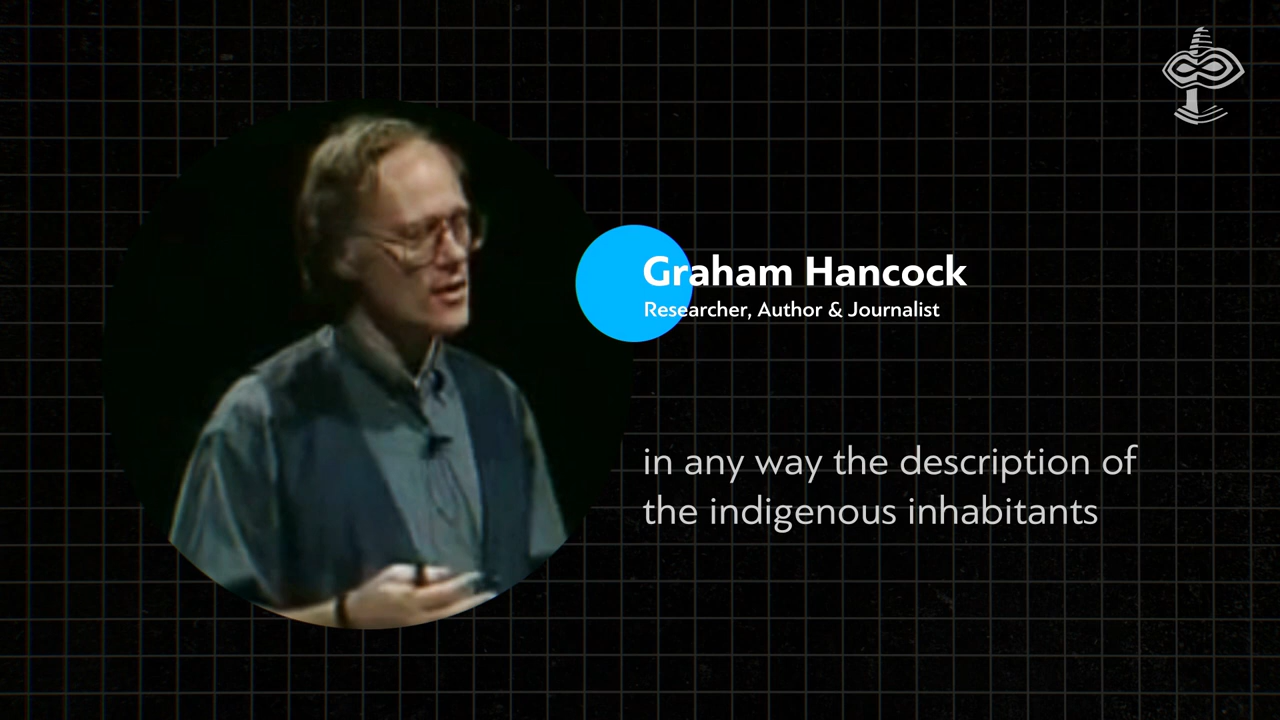 Graham Hancock
Researcher, Author & Journalist
in any way the description of
the indigenous inhabitants